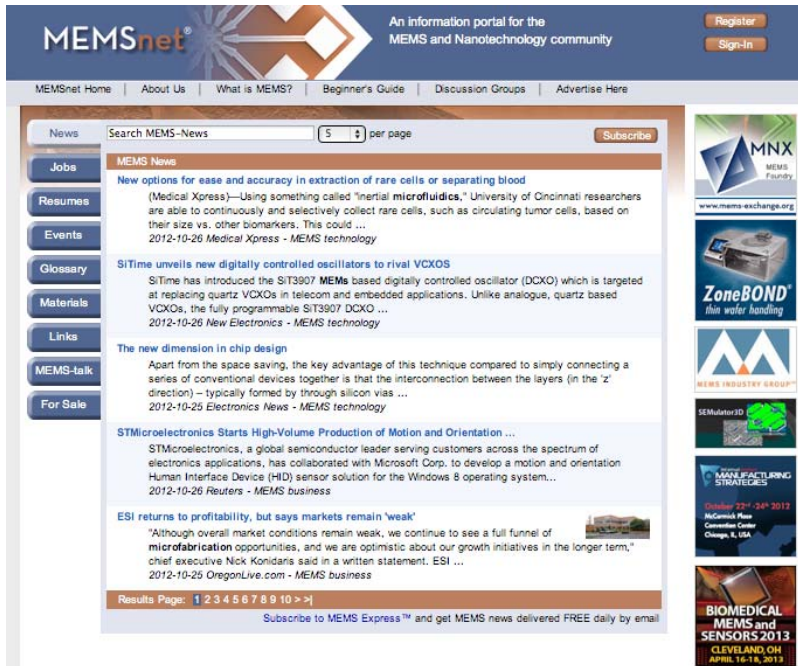 MEMSnet®
An information portal for the
MEMS and Nanotechnology community
Register
Sign-In
MEMSnet Home | About Us | What is MEMS? | Beginner's Guide | Discussion Groups | Advertise Here
News
Jobs
Resumes
Events
Glossary
Materials
Links
MEMS-talk
For Sale
Search MEMS-News
5 per page
Subscribe
MEMS News
New options for ease and accuracy in extraction of rare cells or separating blood
(Medical Xpress)—Using something called "inertial microfluidics," University of Cincinnati researchers
are able to continuously and selectively collect rare cells, such as circulating tumor cells, based on
their size vs. other biomarkers. This could ...
2012-10-26 Medical Xpress - MEMS technology
SiTime unveils new digitally controlled oscillators to rival VCXOS
SiTime has introduced the SiT3907 MEMs based digitally controlled oscillator (DCXO) which is targeted
at replacing quartz VCXOs in telecom and embedded applications. Unlike analogue, quartz based
VCXOs, the fully programmable SiT3907 DCXO ...
2012-10-26 New Electronics - MEMS technology
The new dimension in chip design
Apart from the space saving, the key advantage of this technique compared to simply connecting a
series of conventional devices together is that the interconnection between the layers (in the 'z'
direction) – typically formed by through silicon vias ...
2012-10-25 Electronics News - MEMS technology
STMicroelectronics Starts High-Volume Production of Motion and Orientation ...
STMicroelectronics, a global semiconductor leader serving customers across the spectrum of
electronics applications, has collaborated with Microsoft Corp. to develop a motion and orientation
Human Interface Device (HID) sensor solution for the Windows 8 operating system...
2012-10-26 Reuters - MEMS business
ESI returns to profitability, but says markets remain 'weak'
"Although overall market conditions remain weak, we continue to see a full funnel of
microfabrication opportunities, and we are optimistic about our growth initiatives in the longer term,"
chief executive Nick Konidaris said in a written statement. ESI ...
2012-10-25 OregonLive.com - MEMS business
Results Page: 1 2 3 4 5 6 7 8 9 10 > >|
Subscribe to MEMS Express™ and get MEMS news delivered FREE daily by email
MNX
MEMS
Foundry
www.mems-exchange.org
ZoneBOND®
thin wafer handling
MEMS INDUSTRY GROUP
SEMulator3D
MANUFACTURING
STRATEGIES
October 22nd -24th 2012
McCormick Place
Convention Center
Chicago, IL, USA
BIOMEDICAL
MEMS and
SENSORS 2013
CLEVELAND, OH
APRIL 16-18, 2013